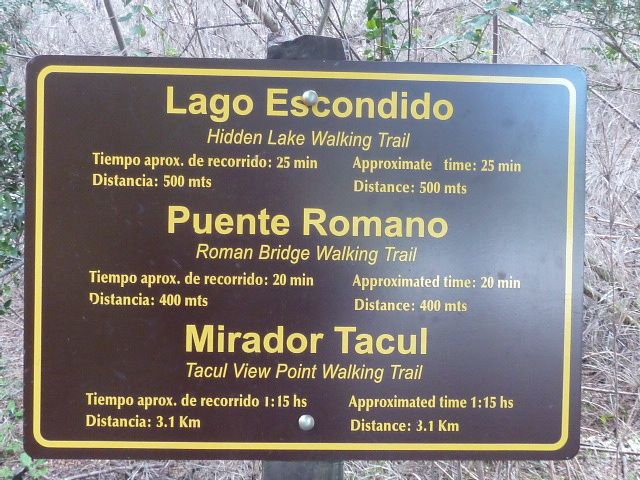 Lago Escondido
Hidden Lake Walking Trail
Tiempo aprox. de recorrido: 25 min Approximate time: 25 min
Distancia: 500 mts Distance: 500 mts
Puente Romano
Roman Bridge Walking Trail
Tiempo aprox. de recorrido: 20 min Approximated time: 20 min
Distancia: 400 mts Distance: 400 mts
Mirador Tacul
Tacul View Point Walking Trail
Tiempo aprox. de recorrido 1:15 hs Approximated time 1:15 hs
Distancia: 3.1 Km Distance: 3.1 Km